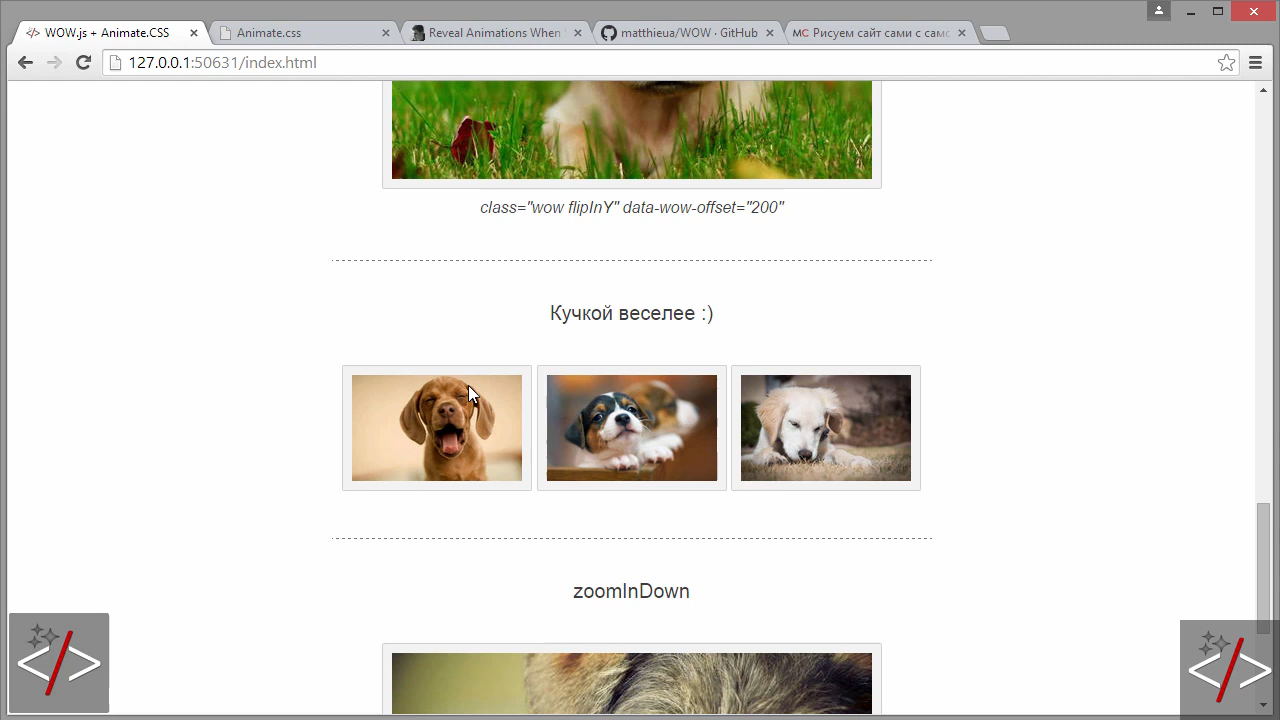 WOW.js + Animate.CSS
Animate.css
Reveal Animations When
matthieua/WOW · GitHub
MC Рисуем сайт сами с самс
127.0.0.1:50631/index.html
class="wow flipInY" data-wow-offset="200"
Кучкой веселее :)
zoomInDown